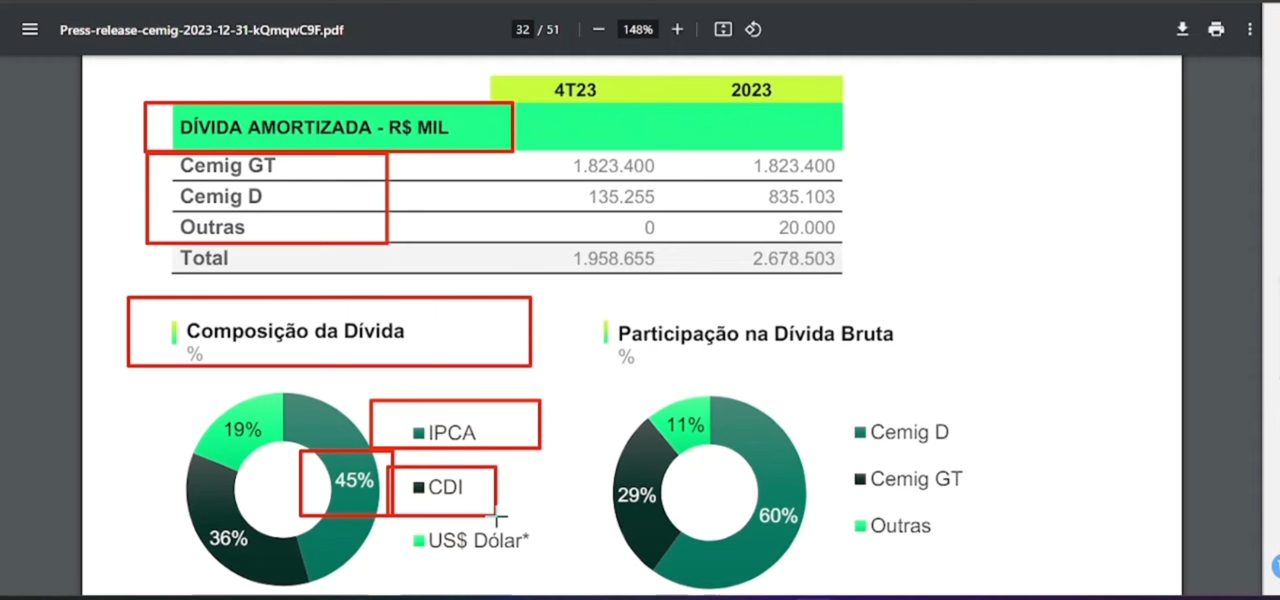 Press-release-cemig-2023-12-31-kQmqwC9F.pdf 32 / 51 148%
4T23 2023
DÍVIDA AMORTIZADA - R$ MIL
Cemig GT 1.823.400 1.823.400
Cemig D 135.255 835.103
Outras 0 20.000
Total 1.958.655 2.678.503
Composição da Dívida
%
19%
45%
36%
IPCA
CDI
US$ Dólar*
Participação na Dívida Bruta
%
11%
29%
60%
Cemig D
Cemig GT
Outras